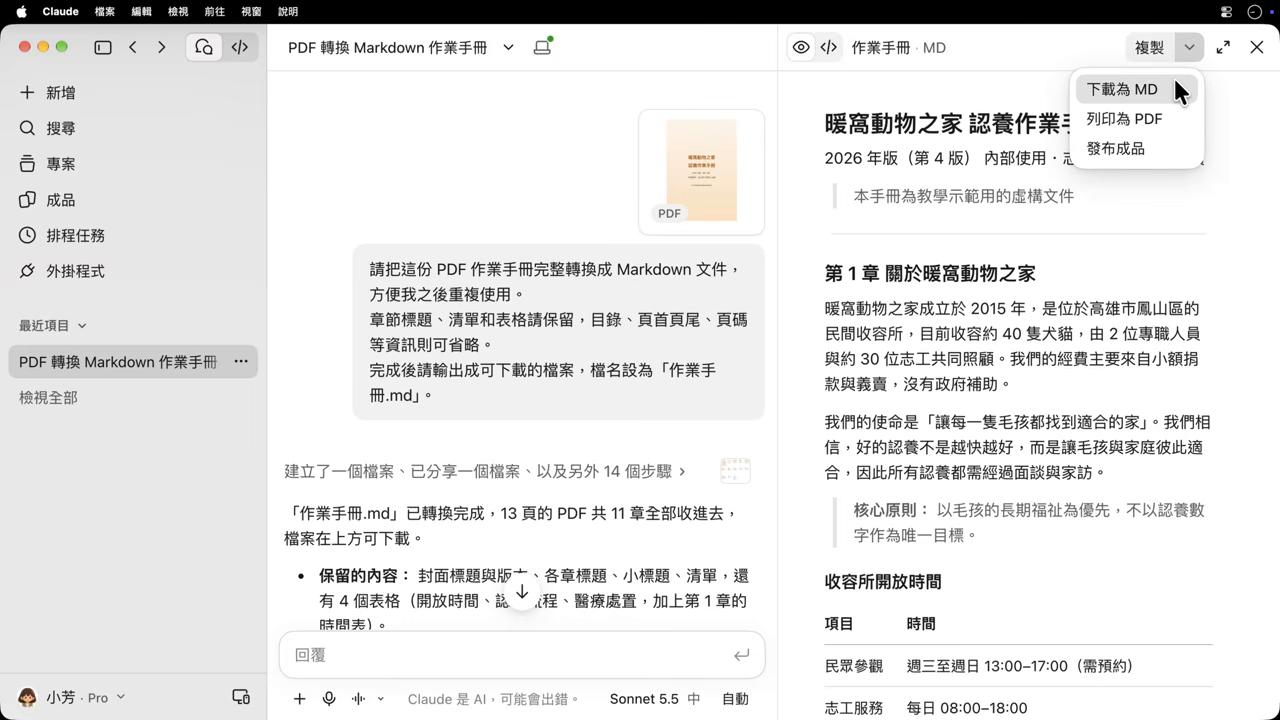 Claude 檔案 編輯 檢視 前往 視窗 說明
新增
搜尋
專案
成品
排程任務
外掛程式
最近項目
PDF 轉換 Markdown 作業手冊
檢視全部
小芳 · Pro
PDF 轉換 Markdown 作業手冊
暖窩動物之家
認養作業手冊
PDF
請把這份 PDF 作業手冊完整轉換成 Markdown 文件，
方便我之後重複使用。
章節標題、清單和表格請保留，目錄、頁首頁尾、頁碼
等資訊則可省略。
完成後請輸出成可下載的檔案，檔名設為「作業手
冊.md」。
建立了一個檔案、已分享一個檔案、以及另外 14 個步驟
「作業手冊.md」已轉換完成，13 頁的 PDF 共 11 章全部收進去，
檔案在上方可下載。
• 保留的內容： 封面標題與版本、各章標題、小標題、清單，還
有 4 個表格（開放時間、認 流程、醫療處置，加上第 1 章的
時間表）。
回覆
Claude 是 AI，可能會出錯。 Sonnet 5.5 中 自動
作業手冊 · MD
複製
下載為 MD
列印為 PDF
發布成品
暖窩動物之家 認養作業手
2026 年版（第 4 版） 內部使用 · 志
本手冊為教學示範用的虛構文件
第 1 章 關於暖窩動物之家
暖窩動物之家成立於 2015 年，是位於高雄市鳳山區的
民間收容所，目前收容約 40 隻犬貓，由 2 位專職人員
與約 30 位志工共同照顧。我們的經費主要來自小額捐
款與義賣，沒有政府補助。
我們的使命是「讓每一隻毛孩都找到適合的家」。我們相
信，好的認養不是越快越好，而是讓毛孩與家庭彼此適
合，因此所有認養都需經過面談與家訪。
核心原則： 以毛孩的長期福祉為優先，不以認養數
字作為唯一目標。
收容所開放時間
項目 時間
民眾參觀 週三至週日 13:00–17:00（需預約）
志工服務 每日 08:00–18:00